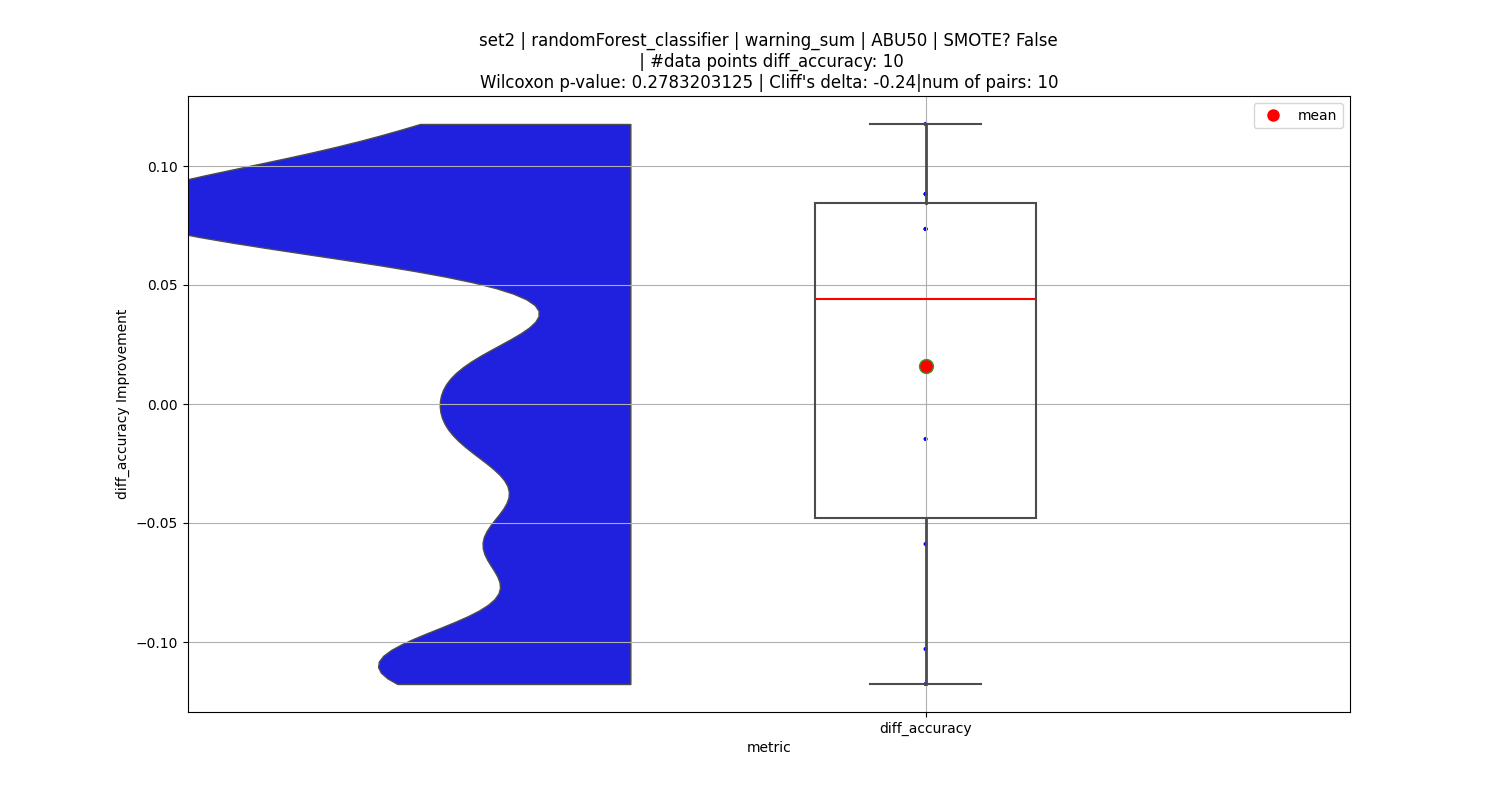 set2 | randomForest_classifier | warning_sum | ABU50 | SMOTE? False
| #data points diff_accuracy: 10
Wilcoxon p-value: 0.2783203125 | Cliff's delta: -0.24|num of pairs: 10
mean
0.10
0.05
0.00
−0.05
−0.10
diff_accuracy Improvement
diff_accuracy
metric